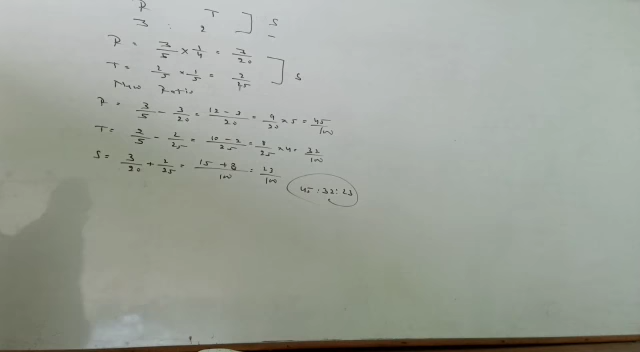 R T ] S
3 : 2
R = 3/5 × 1/4 = 3/20
T = 2/5 × 1/5 = 2/45 ] S
New Ratio
R = 3/5 - 3/20 = 12 - 3/20 = 9/20 × 5 = 45/100
T = 2/5 - 2/25 = 10 - 2/25 = 8/25 × 4 = 32/100
S = 3/20 + 2/25 = 15 + 8/100 = 23/100
45 : 32 : 23